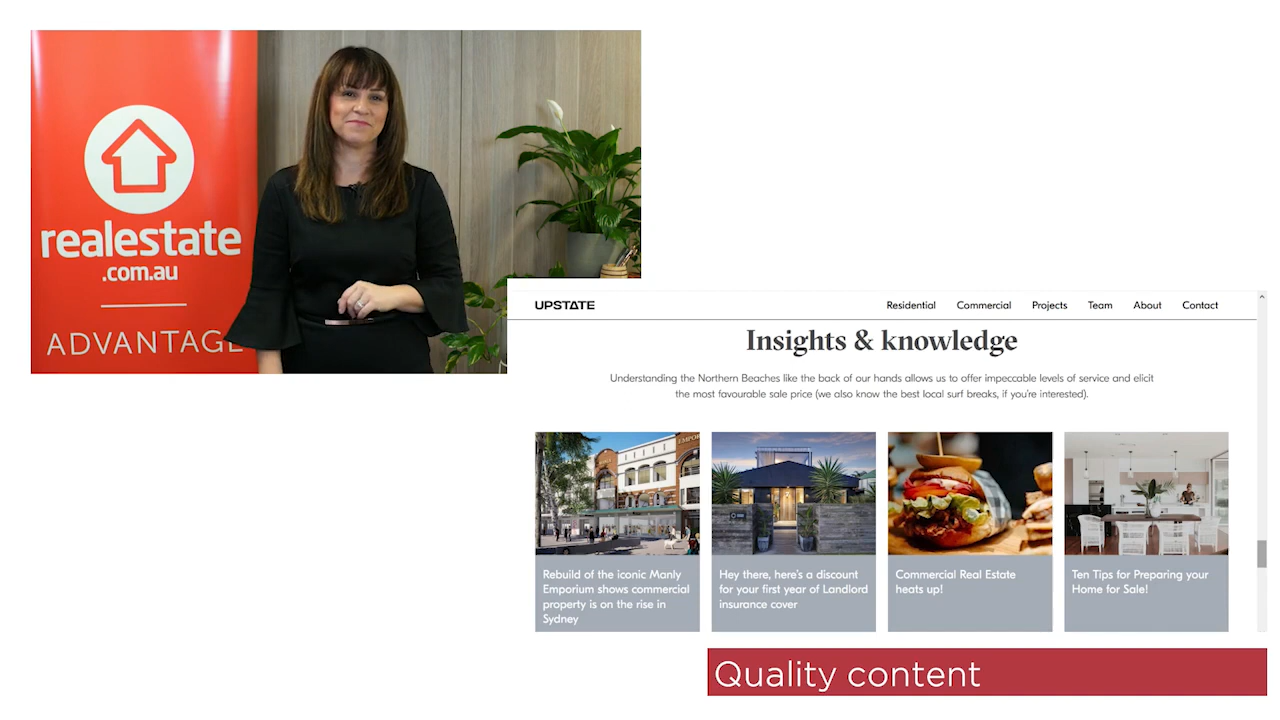 realestate
.com.au
ADVANTAGE
UPSTATE
Residential
Commercial
Projects
Team
About
Contact
Insights & knowledge
Understanding the Northern Beaches like the back of our hands allows us to offer impeccable levels of service and elicit
the most favourable sale price (we also know the best local surf breaks, if you're interested).
EMPOR
Rebuild of the iconic Manly
Emporium shows commercial
property is on the rise in
Sydney
Hey there, here's a discount
for your first year of Landlord
insurance cover
Commercial Real Estate
heats up!
Ten Tips for Preparing your
Home for Sale!
Quality content